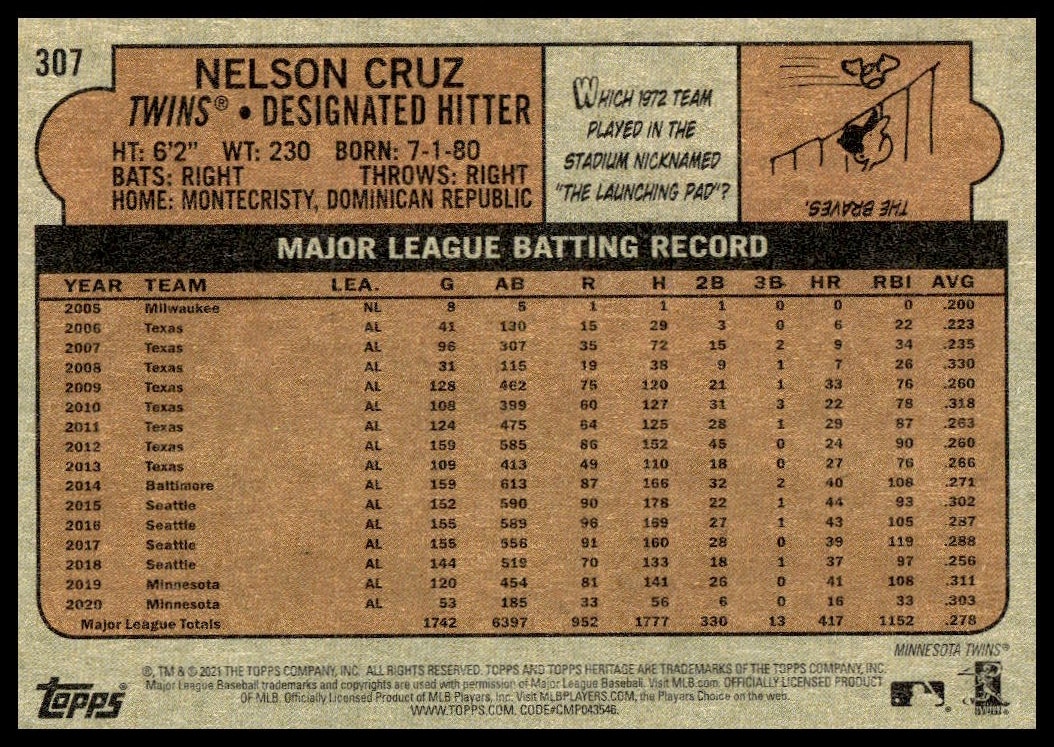 307
NELSON CRUZ
TWINS® • DESIGNATED HITTER
HT: 6'2" WT: 230 BORN: 7-1-80
BATS: RIGHT THROWS: RIGHT
HOME: MONTECRISTY, DOMINICAN REPUBLIC
WHICH 1972 TEAM
PLAYED IN THE
STADIUM NICKNAMED
"THE LAUNCHING PAD"?
THE BRAVES.
MAJOR LEAGUE BATTING RECORD
YEAR TEAM LEA. G AB R H 2B 3B HR RBI AVG
2005 Milwaukee NL 8 5 1 1 1 0 0 0 .200
2006 Texas AL 41 130 15 29 3 0 6 22 .223
2007 Texas AL 96 307 35 72 15 2 9 34 .235
2008 Texas AL 31 115 19 38 9 1 7 26 .330
2009 Texas AL 128 462 75 120 21 1 33 76 .260
2010 Texas AL 108 399 60 127 31 3 22 78 .318
2011 Texas AL 124 475 64 125 28 1 29 87 .263
2012 Texas AL 159 585 86 152 45 0 24 90 .260
2013 Texas AL 109 413 49 110 18 0 27 76 .266
2014 Baltimore AL 159 613 87 166 32 2 40 108 .271
2015 Seattle AL 152 590 90 178 22 1 44 93 .302
2016 Seattle AL 155 589 96 169 27 1 43 105 .287
2017 Seattle AL 155 556 91 160 28 0 39 119 .288
2018 Seattle AL 144 519 70 133 18 1 37 97 .256
2019 Minnesota AL 120 454 81 141 26 0 41 108 .311
2020 Minnesota AL 53 185 33 56 6 0 16 33 .303
Major League Totals 1742 6397 952 1777 330 13 417 1152 .278
MINNESOTA TWINS®
®, TM & © 2021 THE TOPPS COMPANY, INC. ALL RIGHTS RESERVED. TOPPS AND TOPPS HERITAGE ARE TRADEMARKS OF THE TOPPS COMPANY, INC.
Major League Baseball trademarks and copyrights are used with permission of Major League Baseball. Visit MLB.com. OFFICIALLY LICENSED PRODUCT
OF MLB. Officially Licensed Product of MLB Players, Inc. Visit MLBPLAYERS.COM, the Players Choice on the web.
WWW.TOPPS.COM. CODE#CMP043546.
topps®